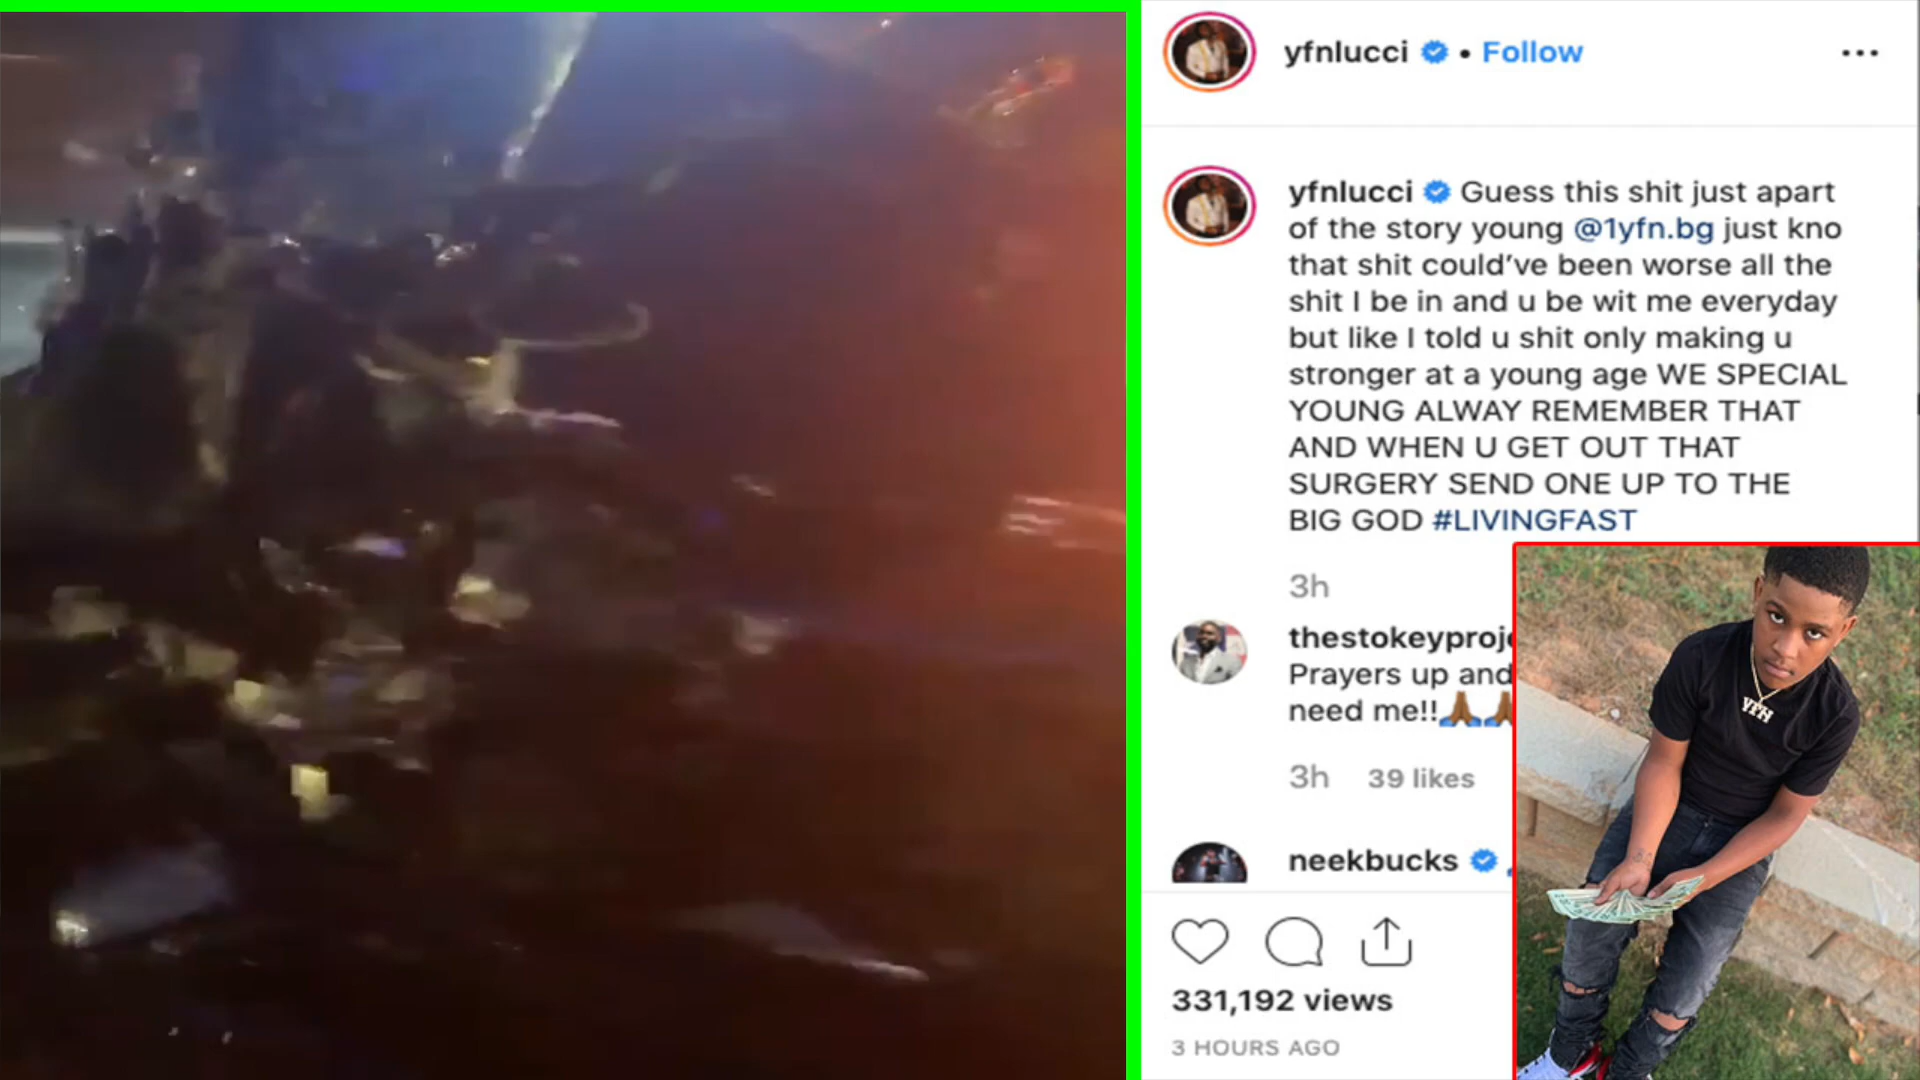 yfnlucci • Follow
yfnlucci Guess this shit just apart
of the story young @1yfn.bg just kno
that shit could've been worse all the
shit I be in and u be wit me everyday
but like I told u shit only making u
stronger at a young age WE SPECIAL
YOUNG ALWAY REMEMBER THAT
AND WHEN U GET OUT THAT
SURGERY SEND ONE UP TO THE
BIG GOD #LIVINGFAST
3h
thestokeyproje
Prayers up and
need me!!🙏🏾🙏🏾
3h 39 likes
neekbucks
331,192 views
3 HOURS AGO
YFN